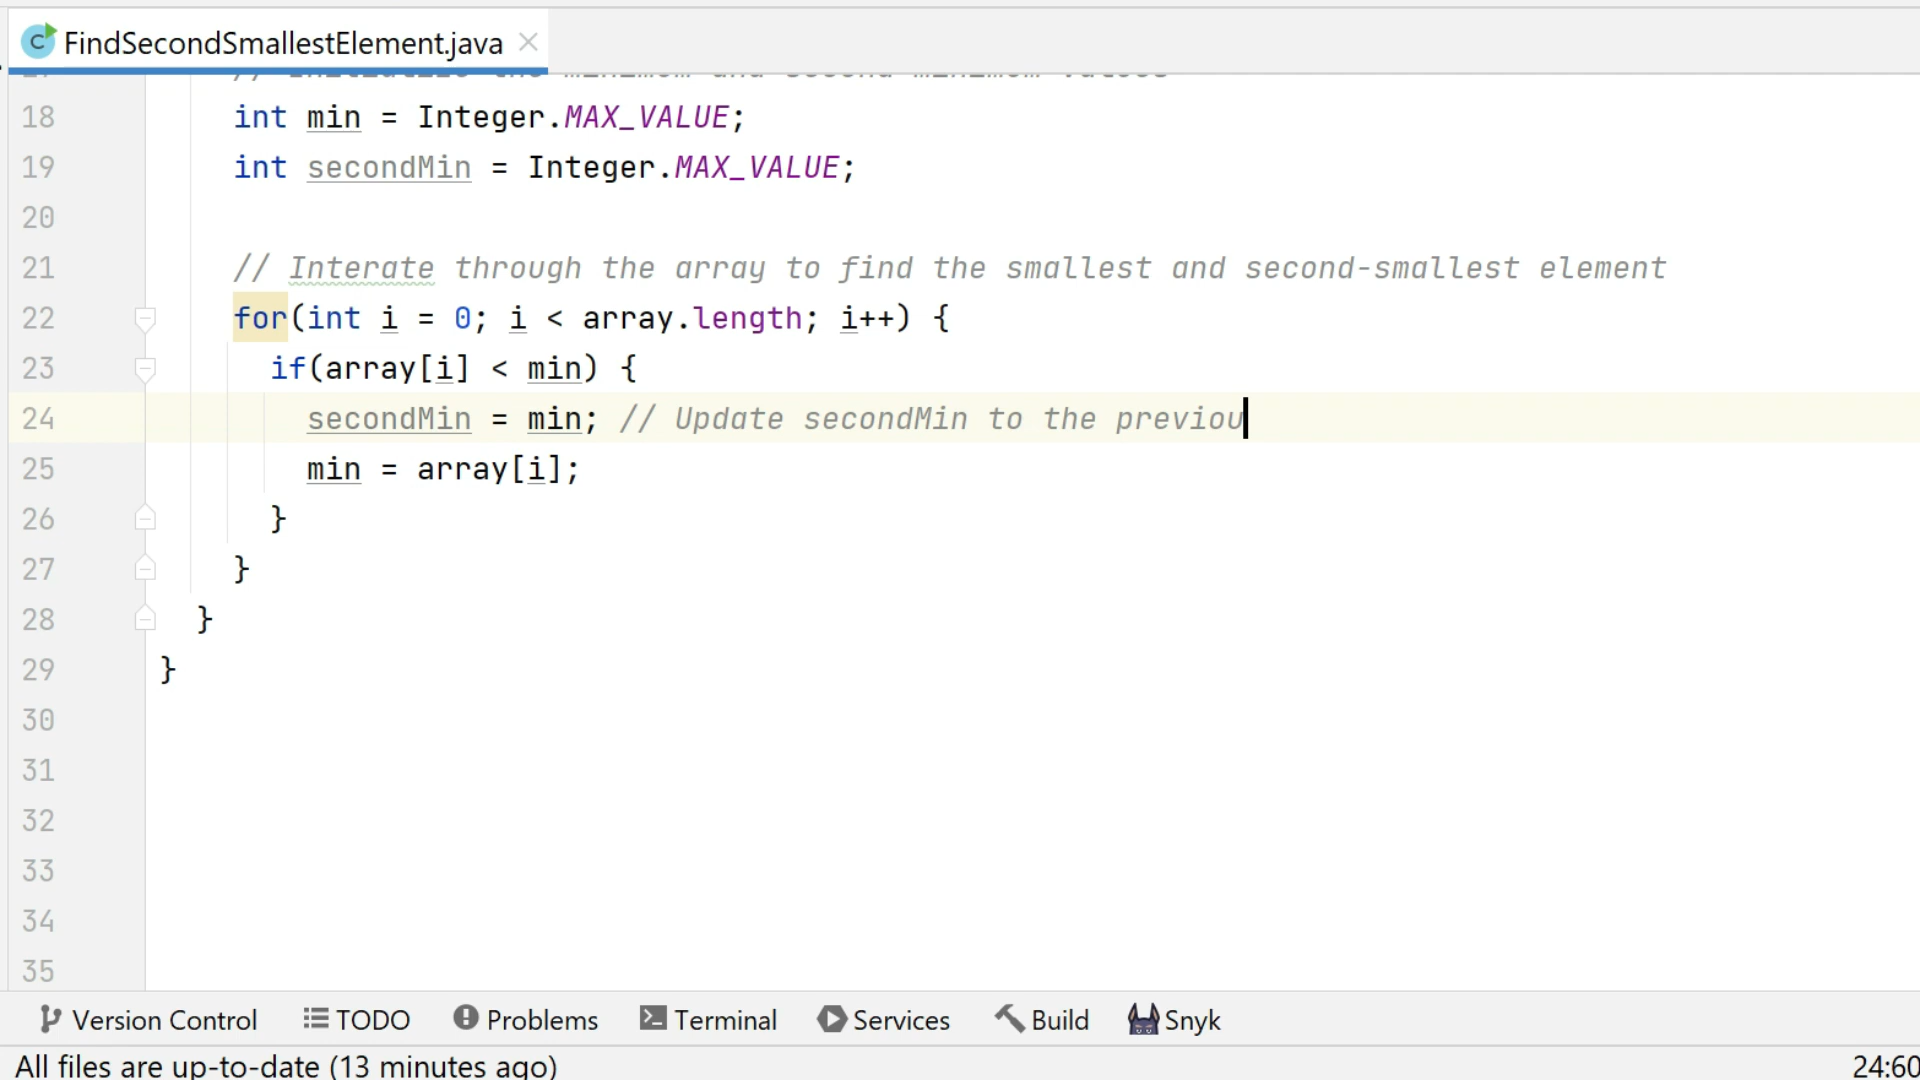 FindSecondSmallestElement.java
18 int min = Integer.MAX_VALUE;
19 int secondMin = Integer.MAX_VALUE;
20
21 // Interate through the array to find the smallest and second-smallest element
22 for(int i = 0; i < array.length; i++) {
23 if(array[i] < min) {
24 secondMin = min; // Update secondMin to the previou
25 min = array[i];
26 }
27 }
28 }
29 }
30
31
32
33
34
35
Version Control TODO Problems Terminal Services Build Snyk
All files are up-to-date (13 minutes ago) 24:60